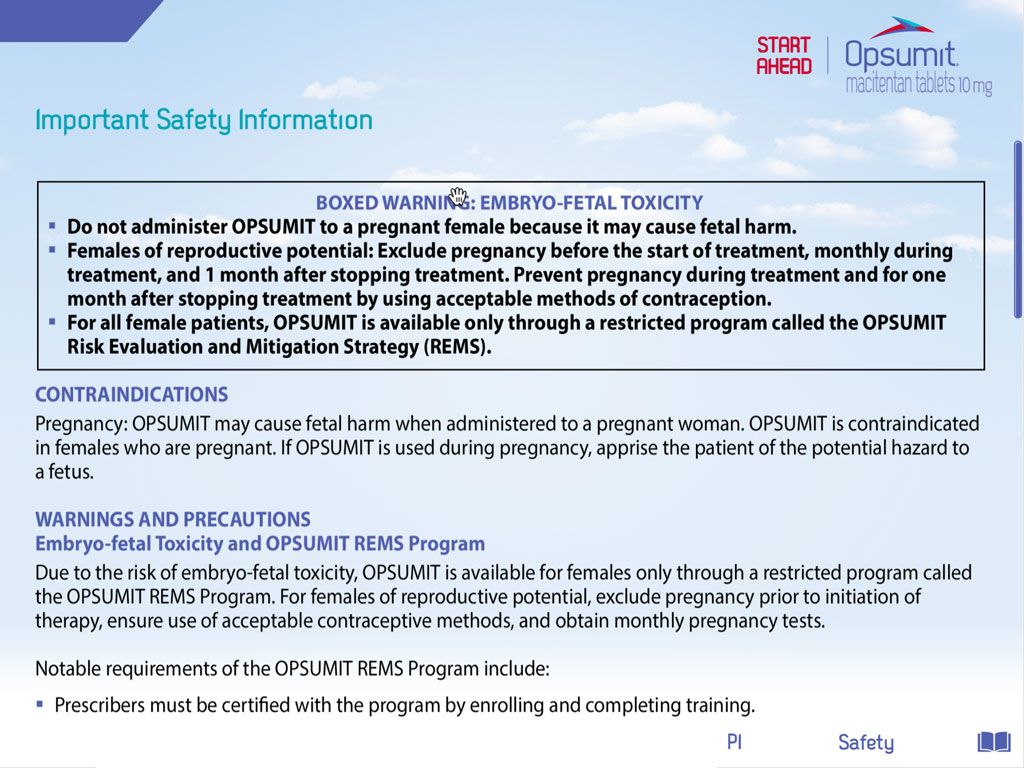 START
AHEAD
Opsumit®
macitentan tablets 10 mg
Important Safety Information
BOXED WARNING: EMBRYO-FETAL TOXICITY
▪ Do not administer OPSUMIT to a pregnant female because it may cause fetal harm.
▪ Females of reproductive potential: Exclude pregnancy before the start of treatment, monthly during
treatment, and 1 month after stopping treatment. Prevent pregnancy during treatment and for one
month after stopping treatment by using acceptable methods of contraception.
▪ For all female patients, OPSUMIT is available only through a restricted program called the OPSUMIT
Risk Evaluation and Mitigation Strategy (REMS).
CONTRAINDICATIONS
Pregnancy: OPSUMIT may cause fetal harm when administered to a pregnant woman. OPSUMIT is contraindicated
in females who are pregnant. If OPSUMIT is used during pregnancy, apprise the patient of the potential hazard to
a fetus.
WARNINGS AND PRECAUTIONS
Embryo-fetal Toxicity and OPSUMIT REMS Program
Due to the risk of embryo-fetal toxicity, OPSUMIT is available for females only through a restricted program called
the OPSUMIT REMS Program. For females of reproductive potential, exclude pregnancy prior to initiation of
therapy, ensure use of acceptable contraceptive methods, and obtain monthly pregnancy tests.
Notable requirements of the OPSUMIT REMS Program include:
▪ Prescribers must be certified with the program by enrolling and completing training.
PI Safety